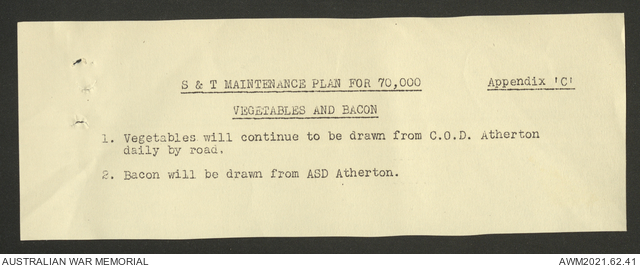 S & T MAINTENANCE PLAN FOR 70,000 Appendix 'C'
VEGETABLES AND BACON
1. Vegetables will continue to be drawn from C.O.D. Atherton
daily by road.
2. Bacon will be drawn from ASD Atherton.
AUSTRALIAN WAR MEMORIAL AWM2021.62.41